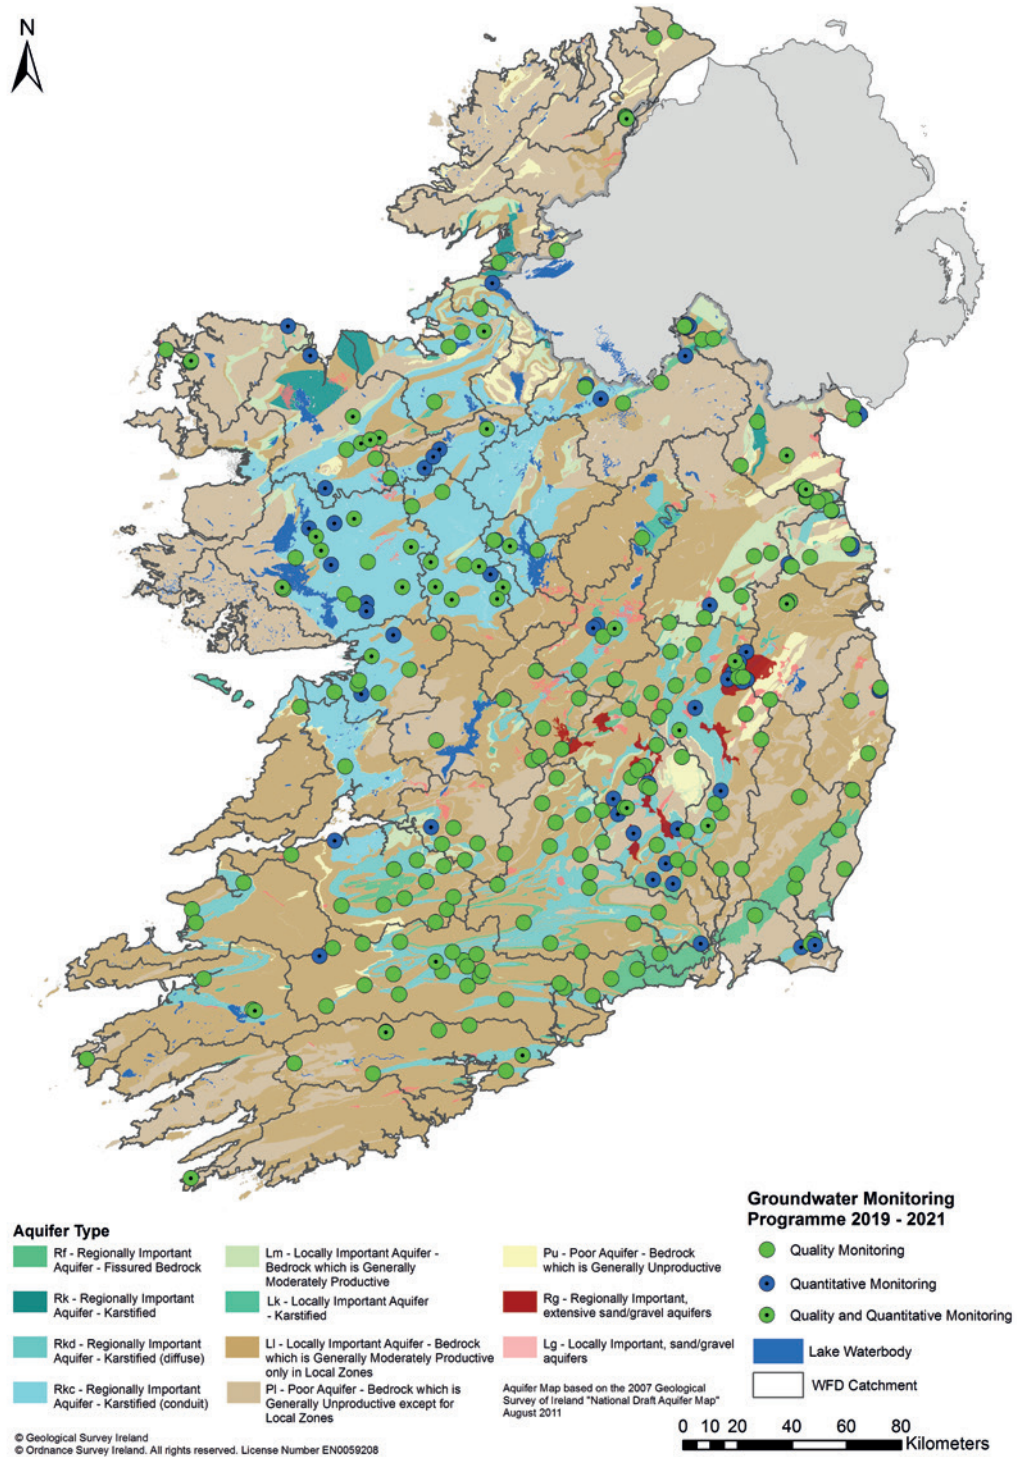 N
Aquifer Type
Rf - Regionally Important
Aquifer - Fissured Bedrock
Rk - Regionally Important
Aquifer - Karstified
Rkd - Regionally Important
Aquifer - Karstified (diffuse)
Rkc - Regionally Important
Aquifer - Karstified (conduit)
Lm - Locally Important Aquifer -
Bedrock which is Generally
Moderately Productive
Lk - Locally Important Aquifer
- Karstified
Ll - Locally Important Aquifer - Bedrock
which is Generally Moderately Productive
only in Local Zones
Pl - Poor Aquifer - Bedrock which is
Generally Unproductive except for
Local Zones
Pu - Poor Aquifer - Bedrock
which is Generally Unproductive
Rg - Regionally Important,
extensive sand/gravel aquifers
Lg - Locally Important, sand/gravel
aquifers
Aquifer Map based on the 2007 Geological
Survey of Ireland "National Draft Aquifer Map"
August 2011
Groundwater Monitoring
Programme 2019 - 2021
Quality Monitoring
Quantitative Monitoring
Quality and Quantitative Monitoring
Lake Waterbody
WFD Catchment
0 10 20 40 60 80
Kilometers
© Geological Survey Ireland
© Ordnance Survey Ireland. All rights reserved. License Number EN0059208